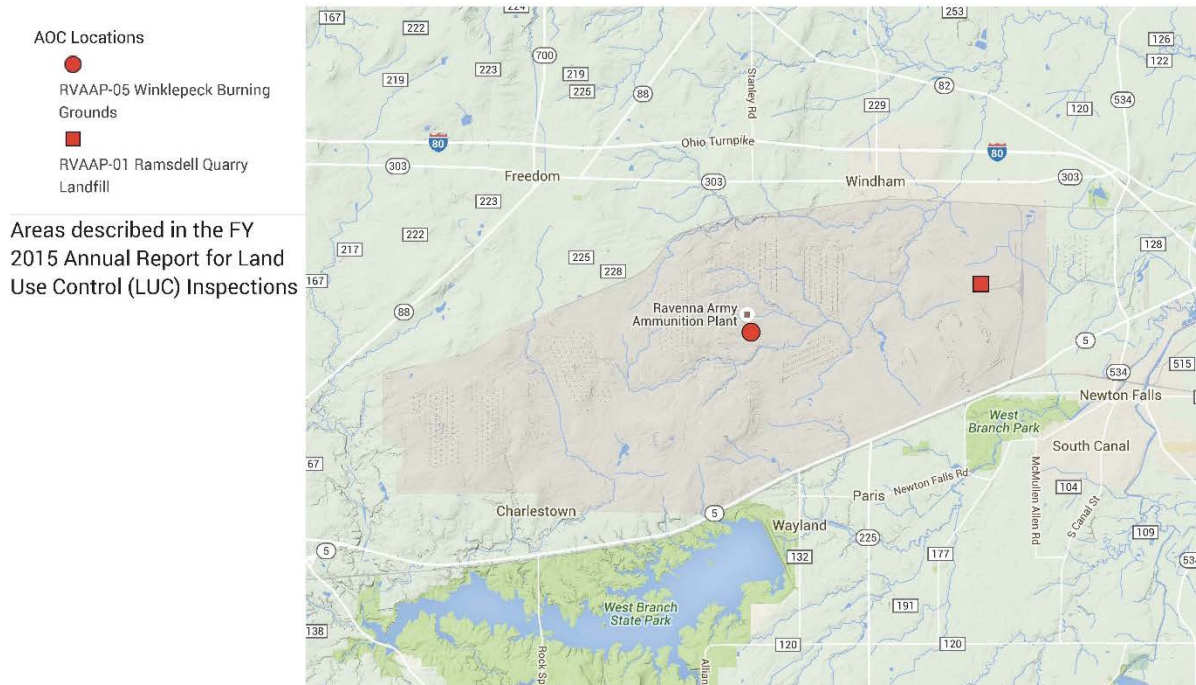 AOC Locations
RVAAP-05 Winklepeck Burning
Grounds
RVAAP-01 Ramsdell Quarry
Landfill
Areas described in the FY
2015 Annual Report for Land
Use Control (LUC) Inspections
167
222
224
253
700
126
122
219
223
219
225
88
Stanley Rd
229
82
120
534
80
Ohio Turnpike
80
303
Freedom
303
Windham
303
223
222
217
167
225
228
128
88
Ravenna Army
Ammunition Plant
5
534
515
Newton Falls
West
Branch Park
South Canal
67
Newton Falls Rd
McMullen Allen Rd
104
S Canal St
Paris
Charlestown
5
Wayland
225
109
5
132
177
534
West Branch
State Park
191
138
Rock Sp
Allian
120
120